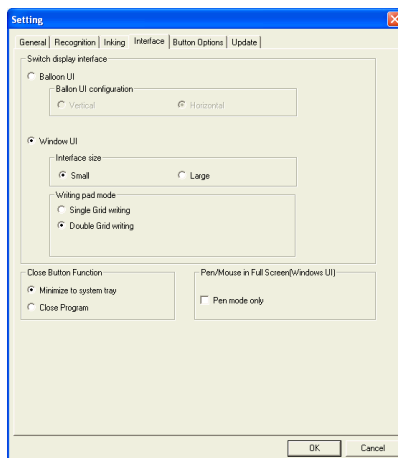 Setting
General Recognition Inking Interface Button Options Update
Switch display interface
Balloon UI
Ballon UI configuration
Vertical Horizontal
Window UI
Interface size
Small Large
Writing pad mode
Single Grid writing
Double Grid writing
Close Button Function Pen/Mouse in Full Screen(Windows UI)
Minimize to system tray
Pen mode only
Close Program
OK Cancel